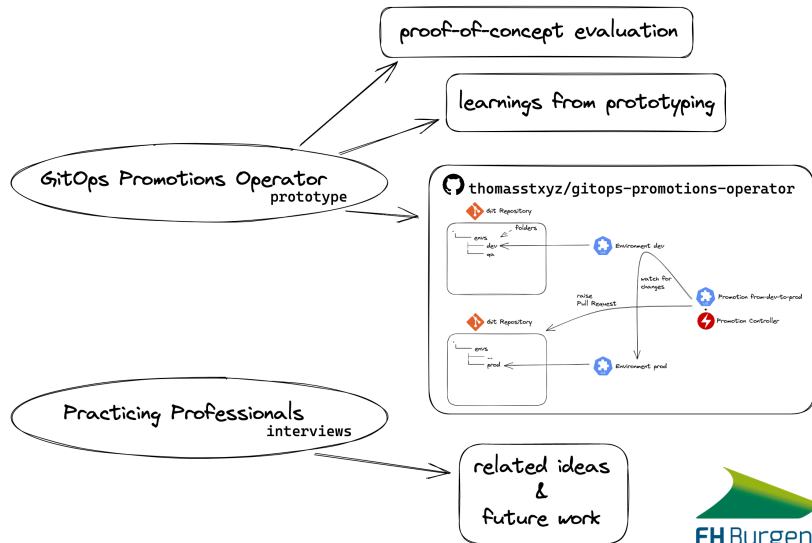 proof-of-concept evaluation
learnings from prototyping
GitOps Promotions Operator
prototype
thomasstxyz/gitops-promotions-operator
Git Repository
.
envs
folders
dev
qa
Environment dev
watch for
changes
Promotion from-dev-to-prod
+
Promotion Controller
raise
Pull Request
Git Repository
.
envs
...
prod
Environment prod
Practicing Professionals
interviews
related ideas
&
future work
FH Burgen